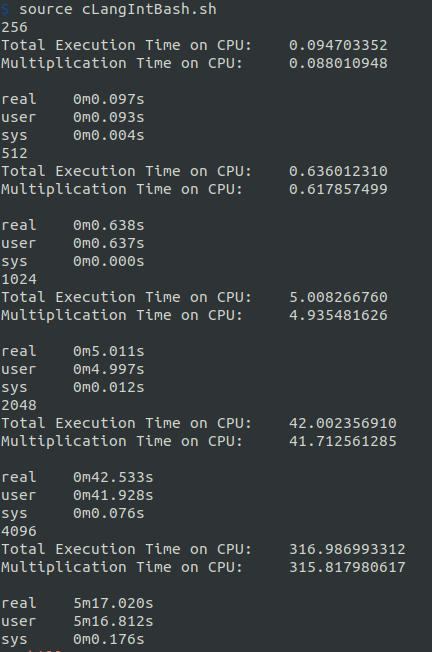 $ source cLangIntBash.sh
256
Total Execution Time on CPU: 0.094703352
Multiplication Time on CPU: 0.088010948
real 0m0.097s
user 0m0.093s
sys 0m0.004s
512
Total Execution Time on CPU: 0.636012310
Multiplication Time on CPU: 0.617857499
real 0m0.638s
user 0m0.637s
sys 0m0.000s
1024
Total Execution Time on CPU: 5.008266760
Multiplication Time on CPU: 4.935481626
real 0m5.011s
user 0m4.997s
sys 0m0.012s
2048
Total Execution Time on CPU: 42.002356910
Multiplication Time on CPU: 41.712561285
real 0m42.533s
user 0m41.928s
sys 0m0.076s
4096
Total Execution Time on CPU: 316.986993312
Multiplication Time on CPU: 315.817980617
real 5m17.020s
user 5m16.812s
sys 0m0.176s